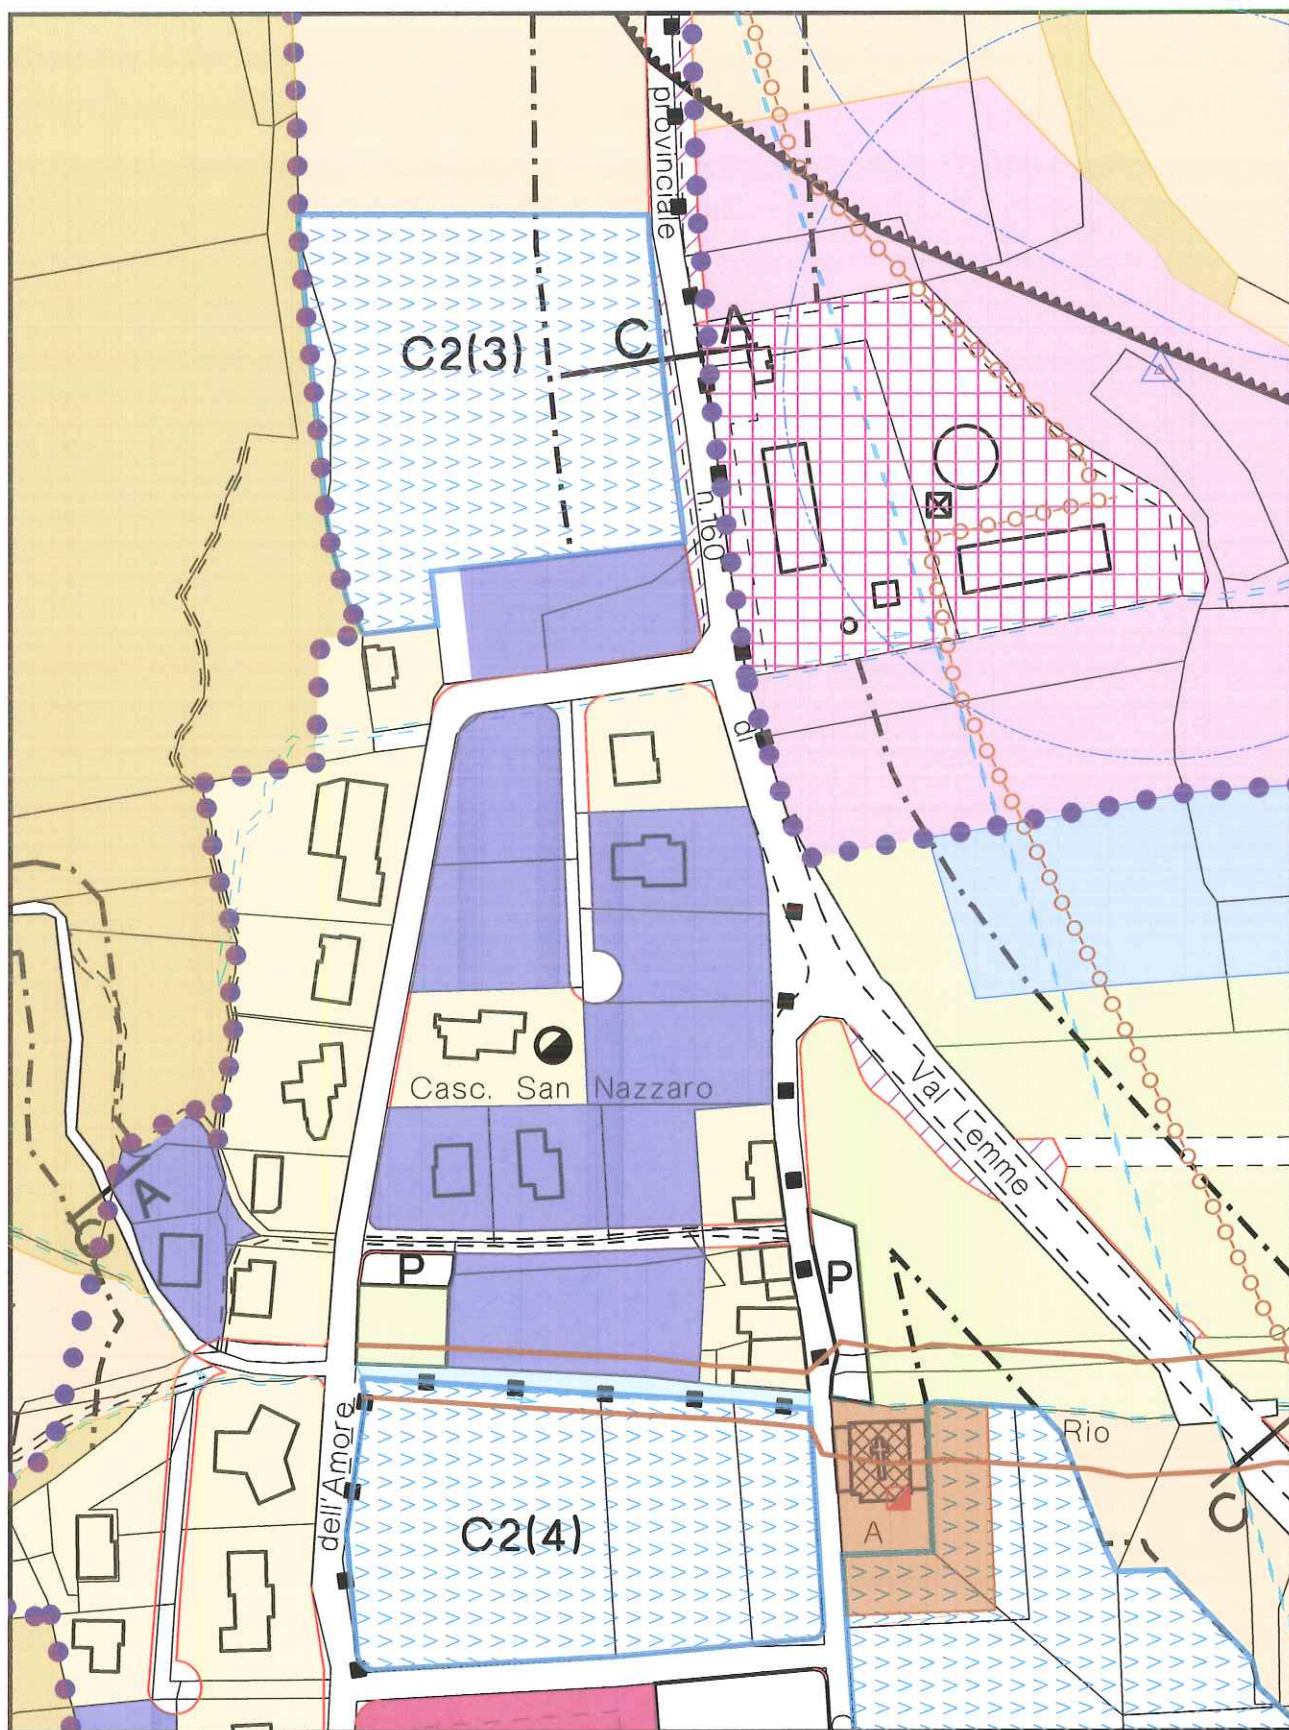 provinciale
C2(3)
C
A
n.160
di
Casc. San Nazzaro
Val Lemme
A
C
P
P
Rio
dell'Amore
C2(4)
A
C